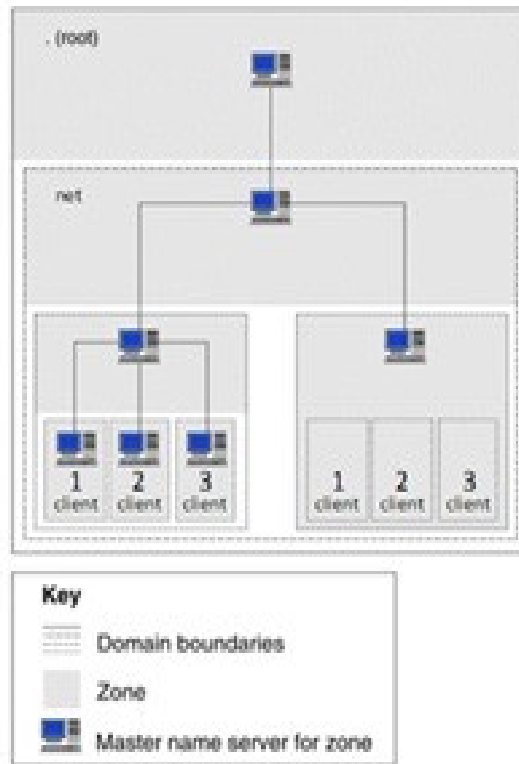 . (root)
net
1 2 3
client client client
1 2 3
client client client
Key
Domain boundaries
Zone
Master name server for zone